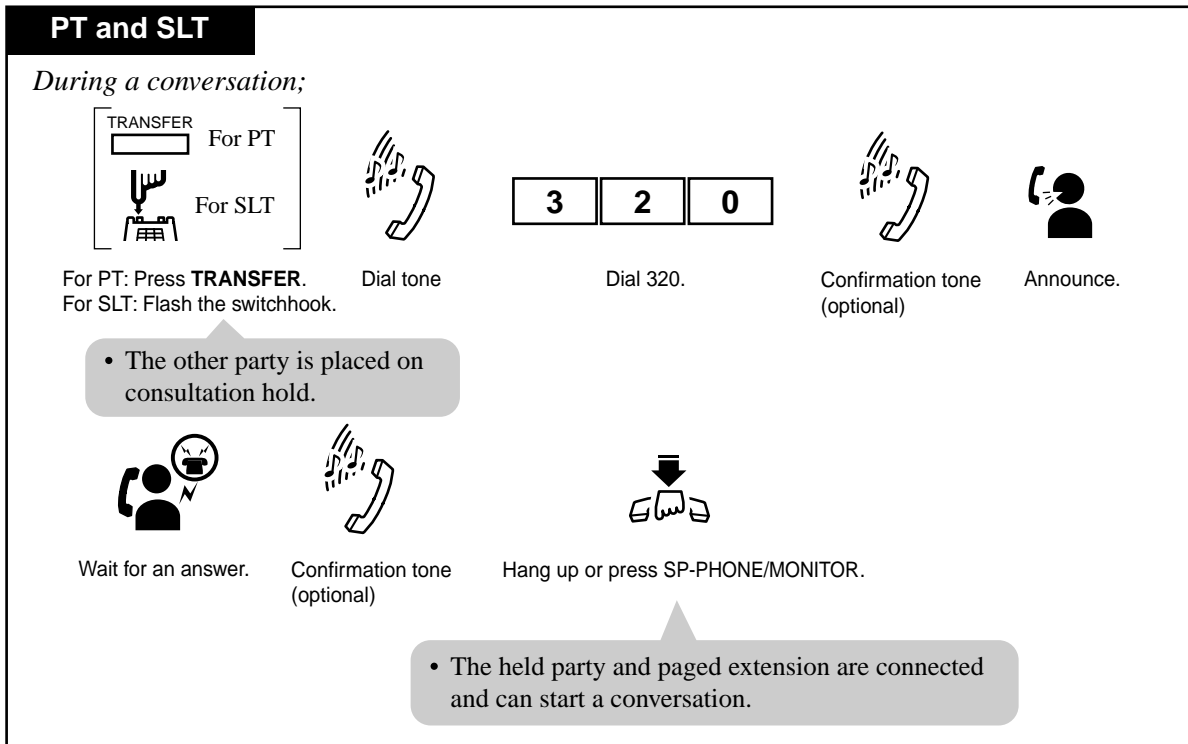 PT and SLT
During a conversation;
TRANSFER
For PT
For SLT
3 2 0
For PT: Press TRANSFER.
For SLT: Flash the switchhook.
Dial tone
Dial 320.
Confirmation tone
(optional)
Announce.
• The other party is placed on
consultation hold.
Wait for an answer.
Confirmation tone
(optional)
Hang up or press SP-PHONE/MONITOR.
• The held party and paged extension are connected
and can start a conversation.